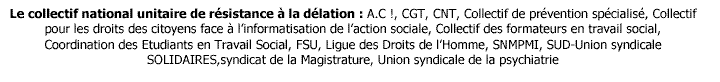 Le collectif national unitaire de résistance à la délation : A.C !, CGT, CNT, Collectif de prévention spécialisé, Collectif
pour les droits des citoyens face à l'informatisation de l'action sociale, Collectif des formateurs en travail social,
Coordination des Etudiants en Travail Social, FSU, Ligue des Droits de l'Homme, SNMPMI, SUD-Union syndicale
SOLIDAIRES,syndicat de la Magistrature, Union syndicale de la psychiatrie